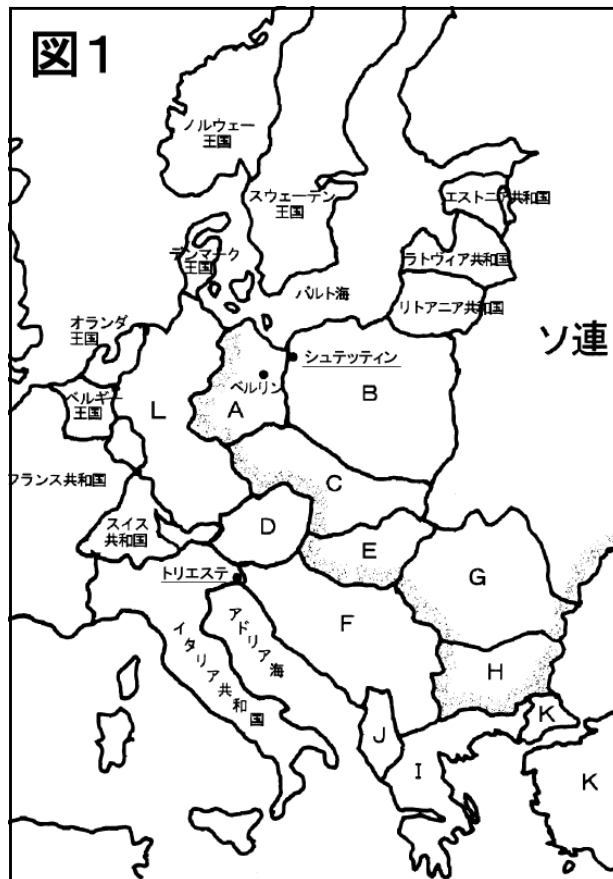 図1
ノルウェー
王国
スウェーデン
王国
エストニア共和国
デンマーク
王国
ラトヴィア共和国
バルト海
リトアニア共和国
オランダ
王国
ソ連
シュテッティン
ベルリン
A
B
L
ベルギー
王国
C
フランス共和国
スイス
共和国
D
E
トリエステ
G
F
アドリア海
イタリア共和国
H
K
J
I
K